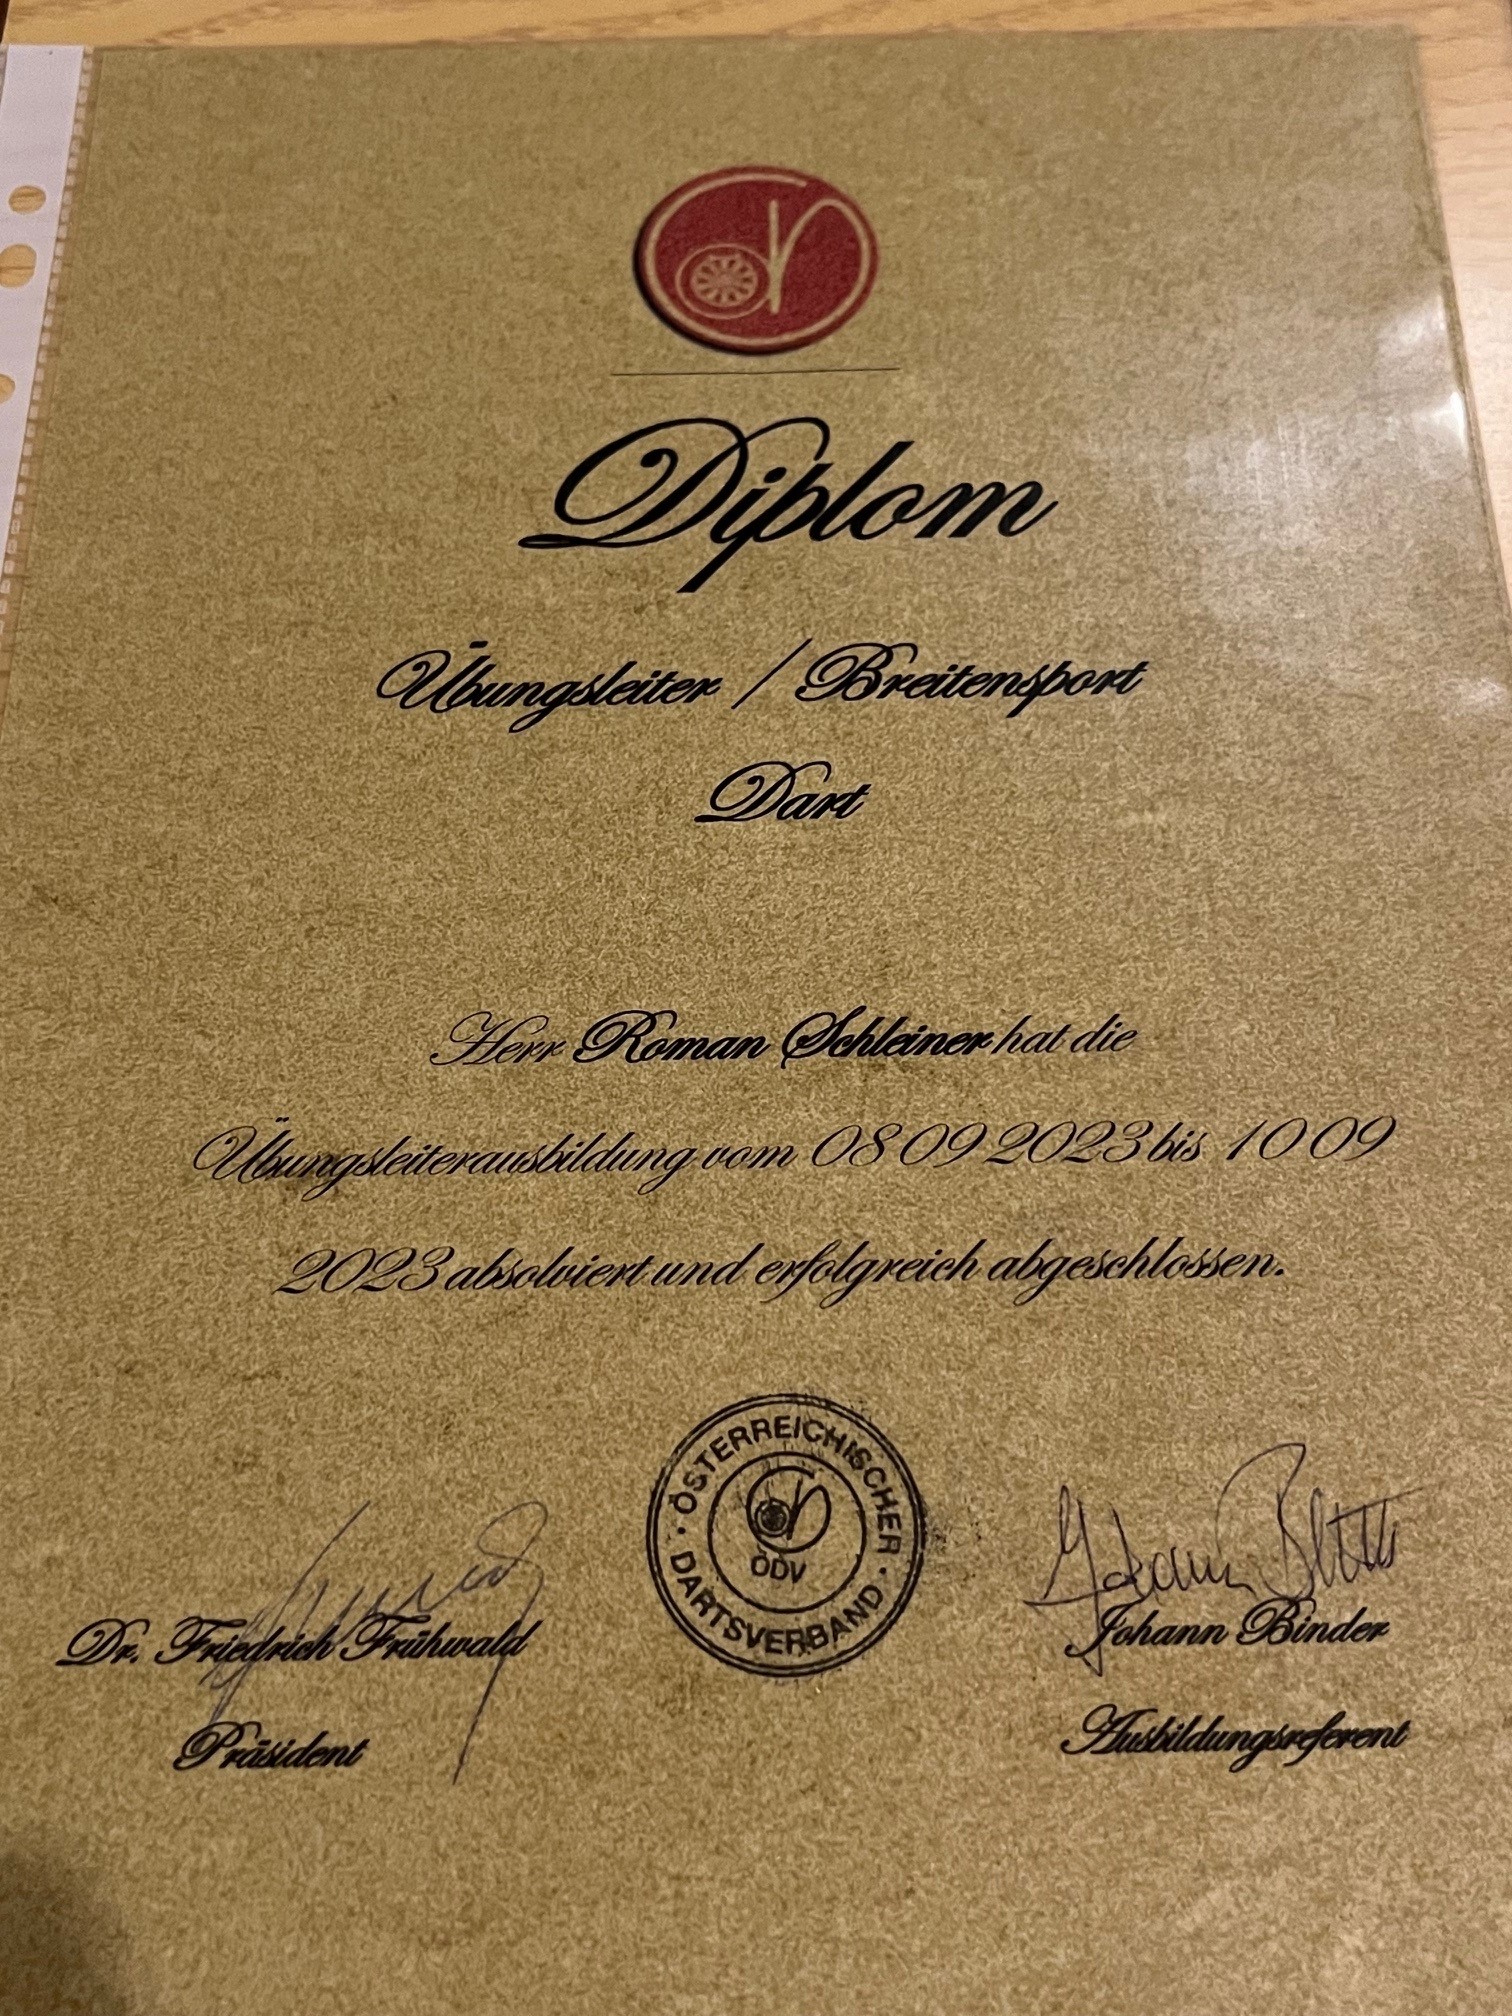 Diplom
Übungsleiter / Breitensport
Dart
Herr Roman Schleiner hat die
Übungsleiterausbildung vom 08 09 2023 bis 10 09
2023 absolviert und erfolgreich abgeschlossen.
ÖSTERREICHISCHER
DARTSVERBAND
ÖDV
Dr. Friedrich Frühwald
Präsident
Johann Binder
Ausbildungsreferent